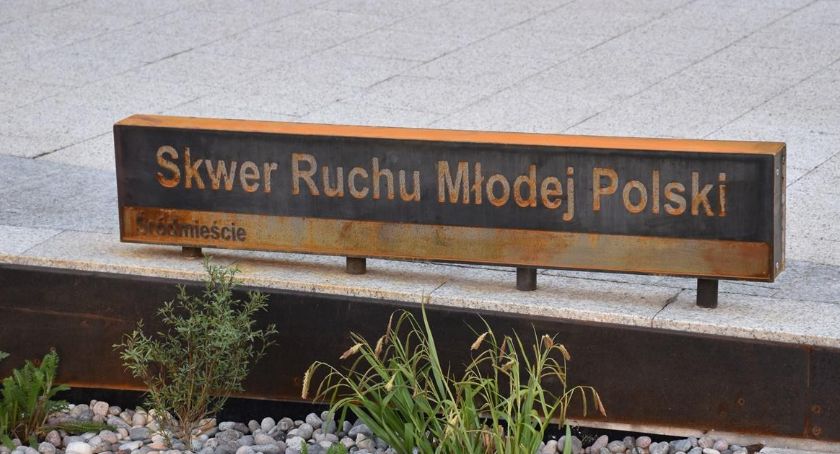 Skwer Ruchu Młodej Polski
Śródmieście